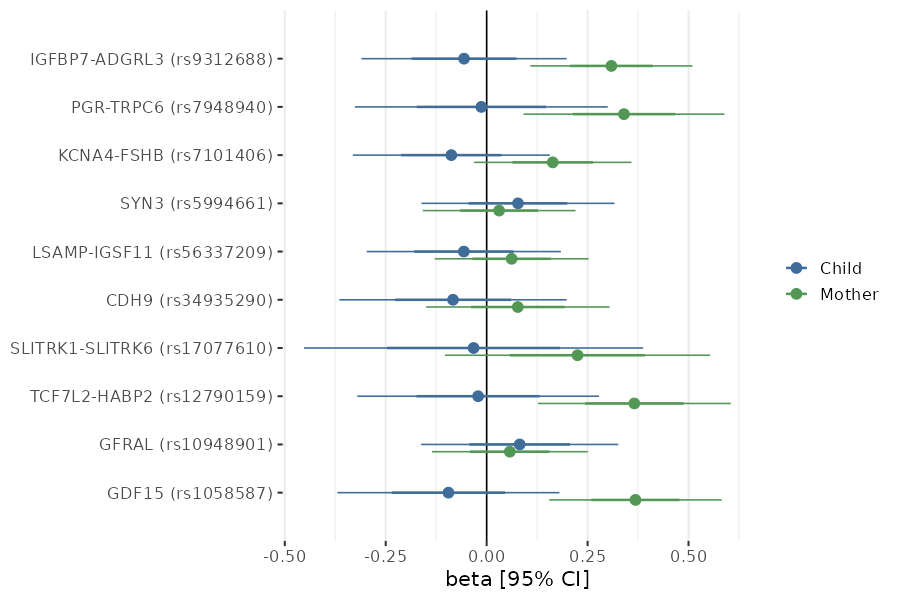 IGFBP7-ADGRL3 (rs9312688)
PGR-TRPC6 (rs7948940)
KCNA4-FSHB (rs7101406)
SYN3 (rs5994661)
LSAMP-IGSF11 (rs56337209)
CDH9 (rs34935290)
SLITRK1-SLITRK6 (rs17077610)
TCF7L2-HABP2 (rs12790159)
GFRAL (rs10948901)
GDF15 (rs1058587)
-0.50 -0.25 0.00 0.25 0.50
beta [95% CI]
Child
Mother